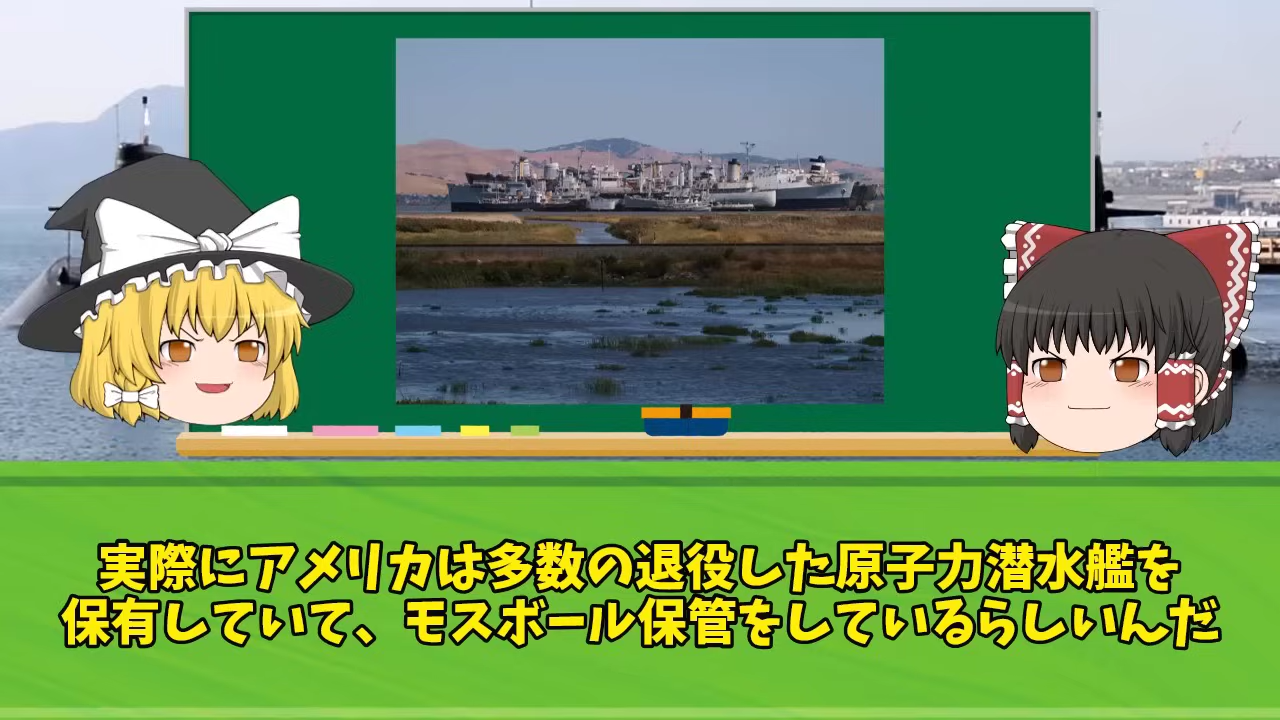 実際にアメリカは多数の退役した原子力潜水艦を
保有していて、モスボール保管をしているらしいんだ